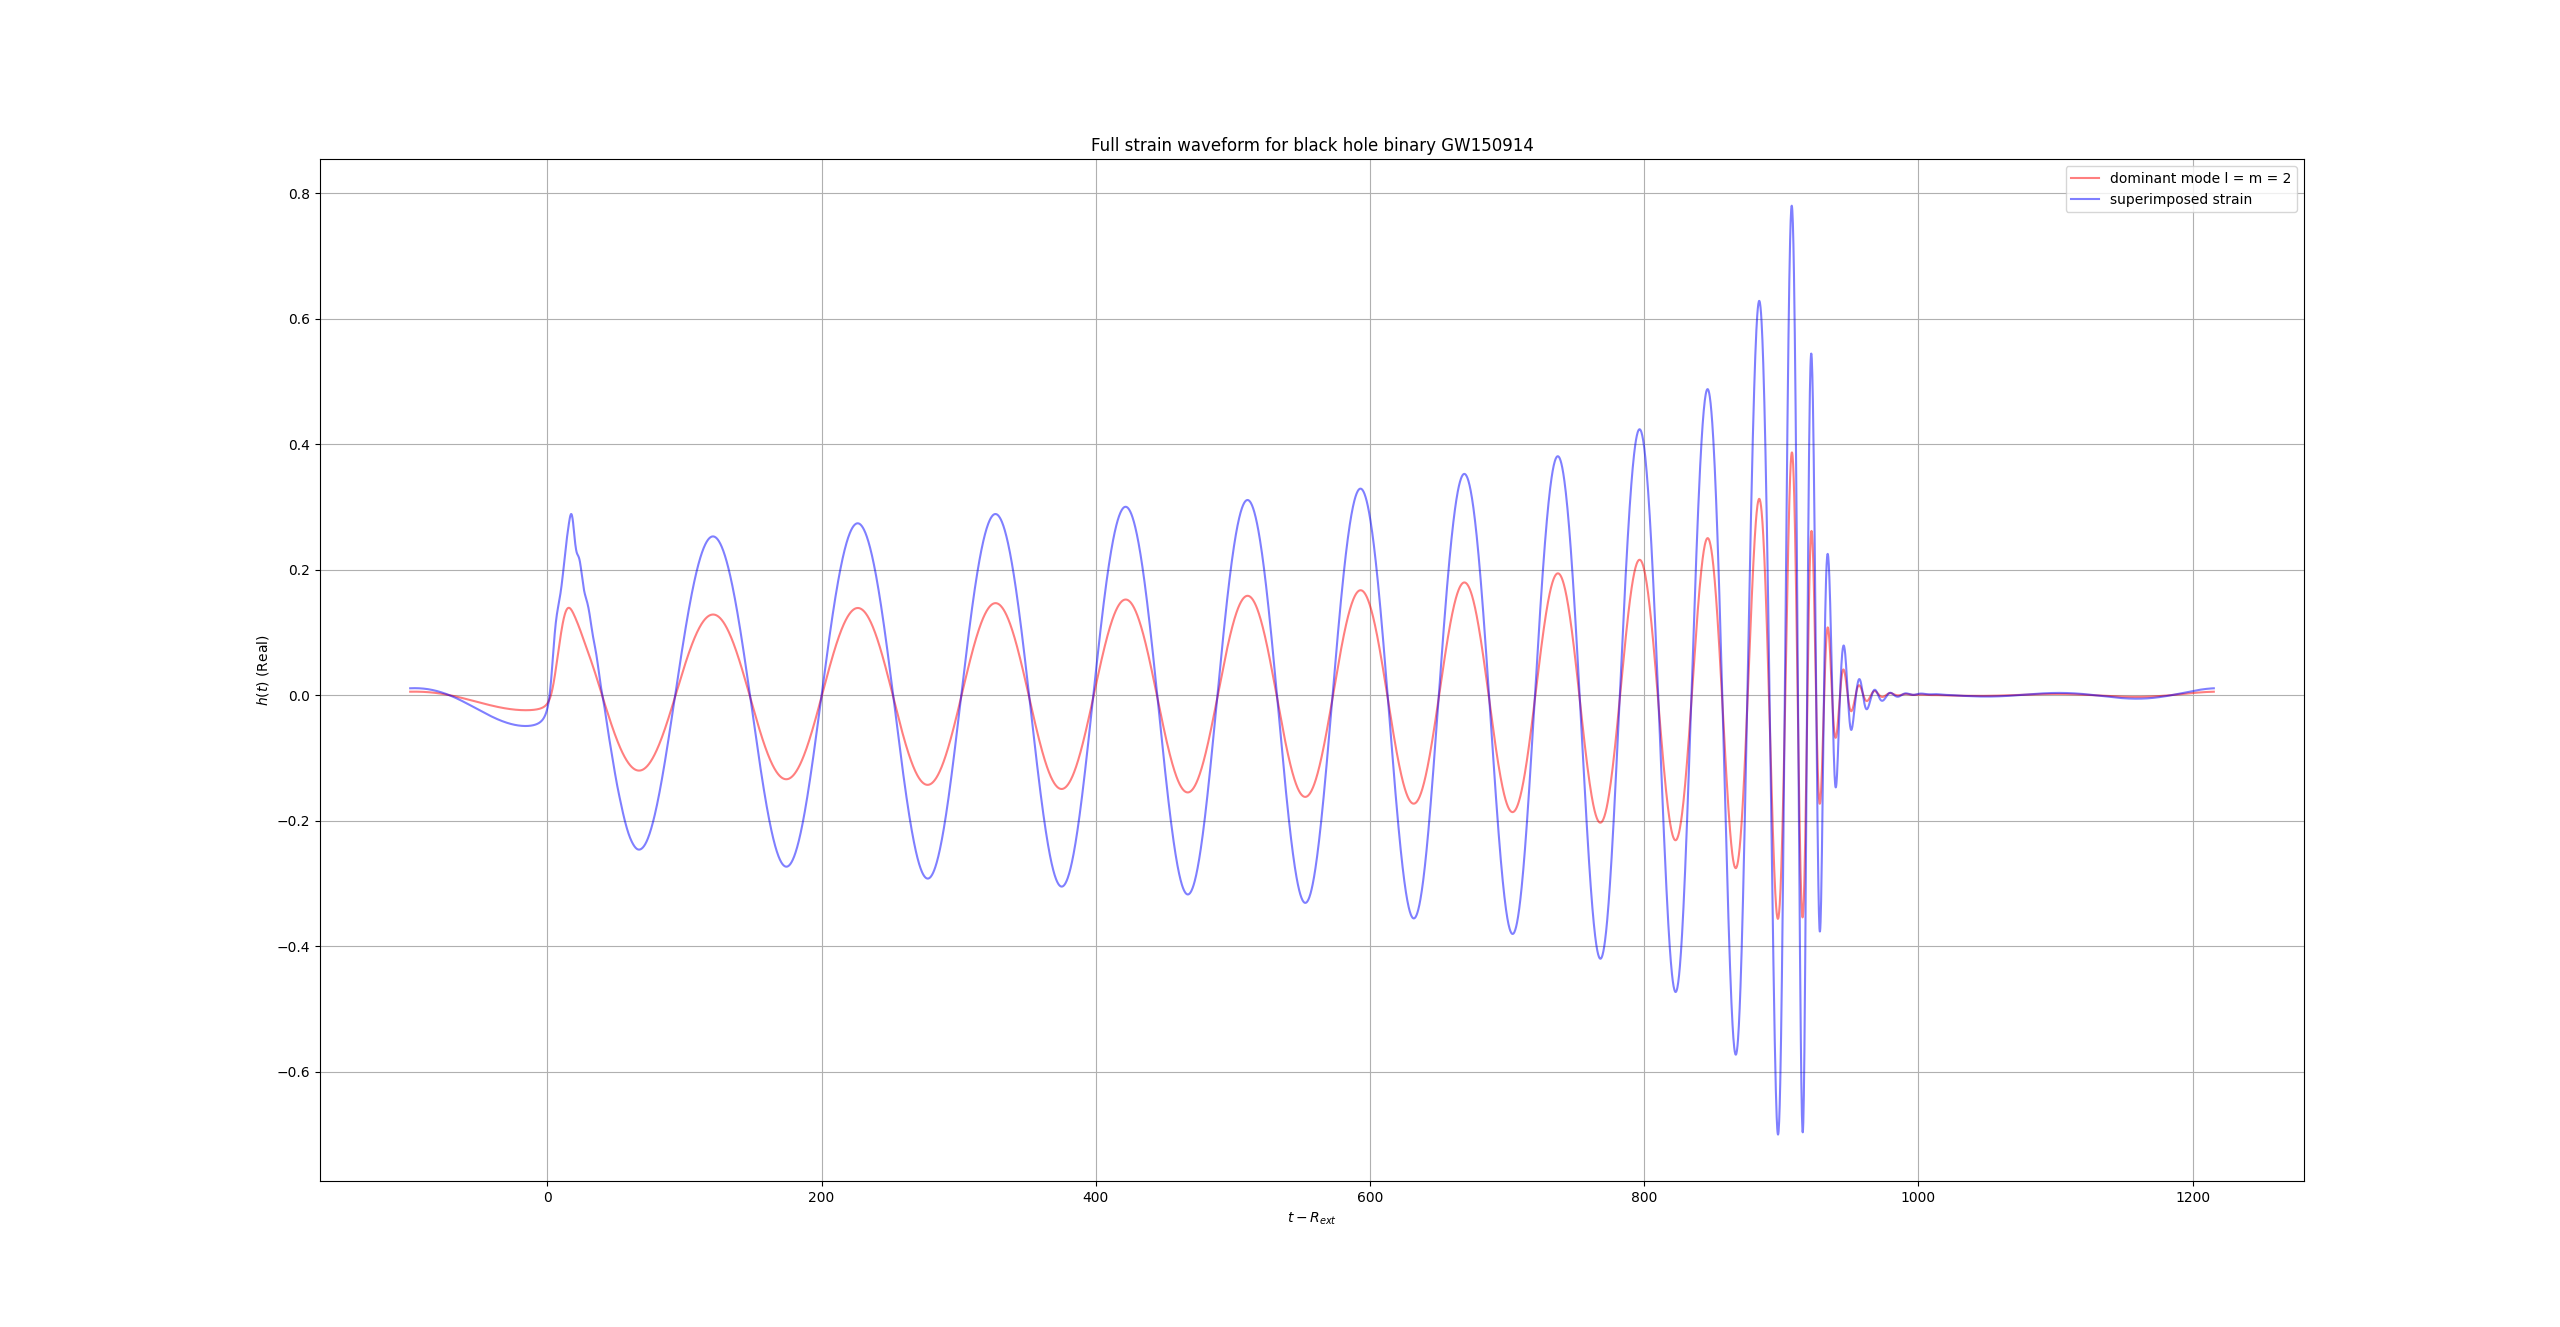 Full strain waveform for black hole binary GW150914
dominant mode l = m = 2
superimposed strain
0.8
0.6
0.4
0.2
0.0
−0.2
−0.4
−0.6
h(t) (Real)
0 200 400 600 800 1000 1200
t − R_ext